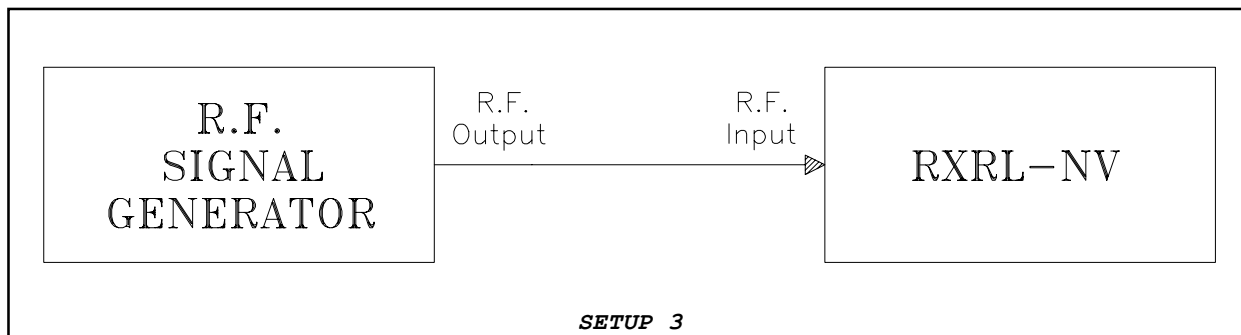 R.F.
SIGNAL
GENERATOR
R.F.
Output
R.F.
Input
RXRL-NV
SETUP 3